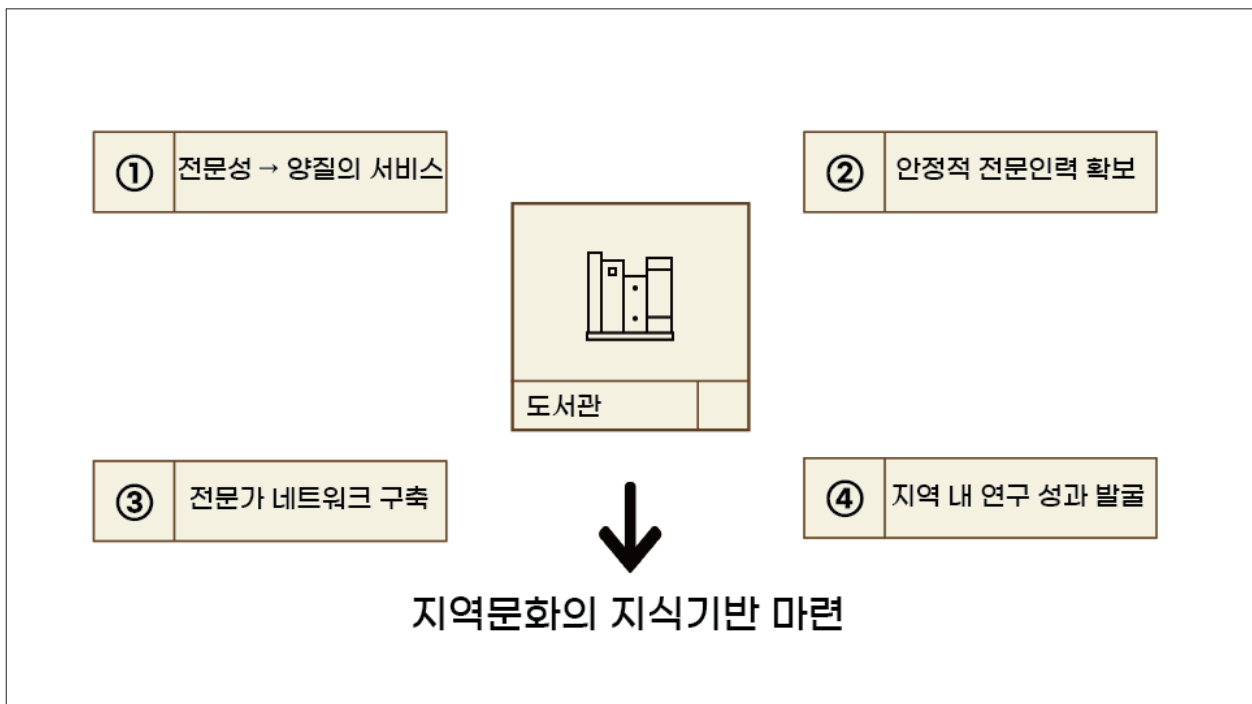 ① 전문성 → 양질의 서비스
② 안정적 전문인력 확보
도서관
③ 전문가 네트워크 구축
④ 지역 내 연구 성과 발굴
지역문화의 지식기반 마련